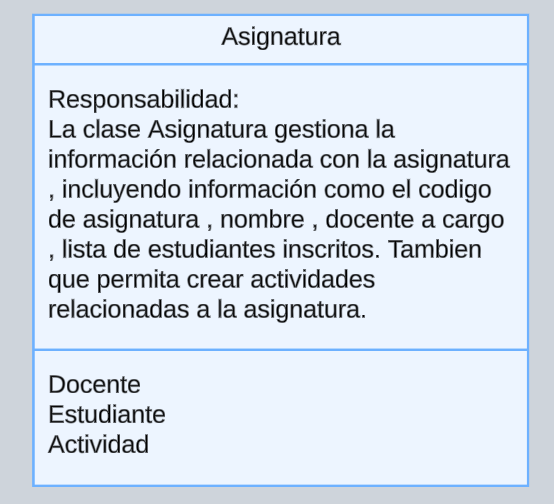 Asignatura
Responsabilidad:
La clase Asignatura gestiona la
información relacionada con la asignatura
, incluyendo información como el codigo
de asignatura , nombre , docente a cargo
, lista de estudiantes inscritos. Tambien
que permita crear actividades
relacionadas a la asignatura.
Docente
Estudiante
Actividad